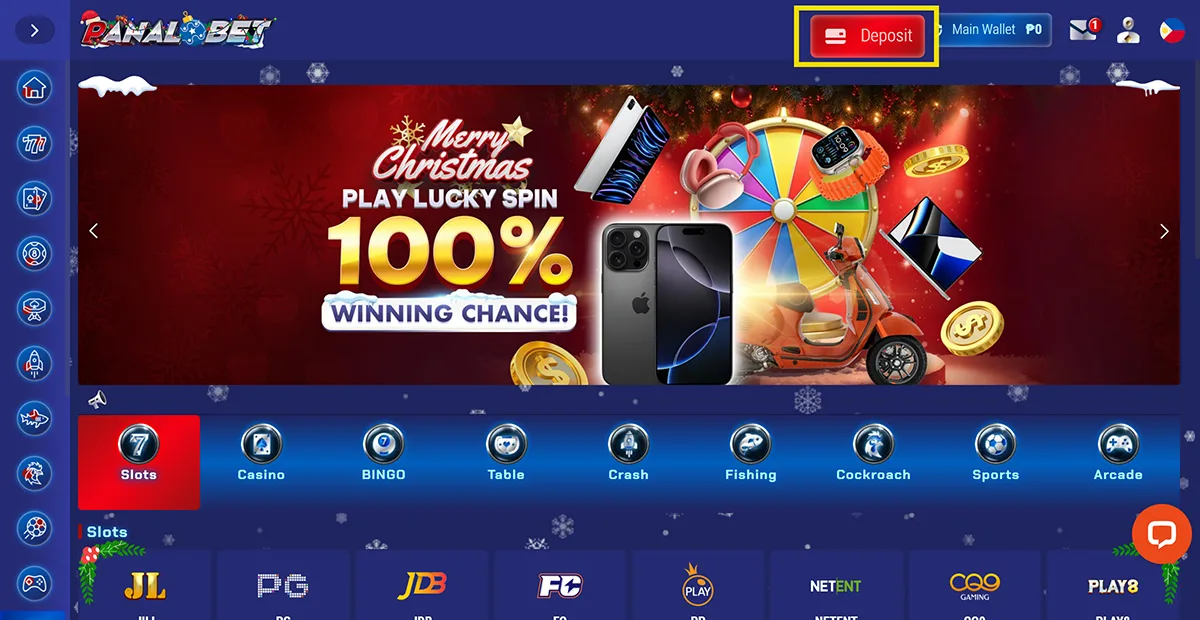 PANALOBET
Deposit
Main Wallet ₱0
1
Merry
Christmas
PLAY LUCKY SPIN
100%
WINNING CHANCE!
Slots
Casino
BINGO
Table
Crash
Fishing
Cockroach
Sports
Arcade
Slots
JL
PG
JDB
FC
PLAY
NETENT
CQ9
GAMING
PLAY8